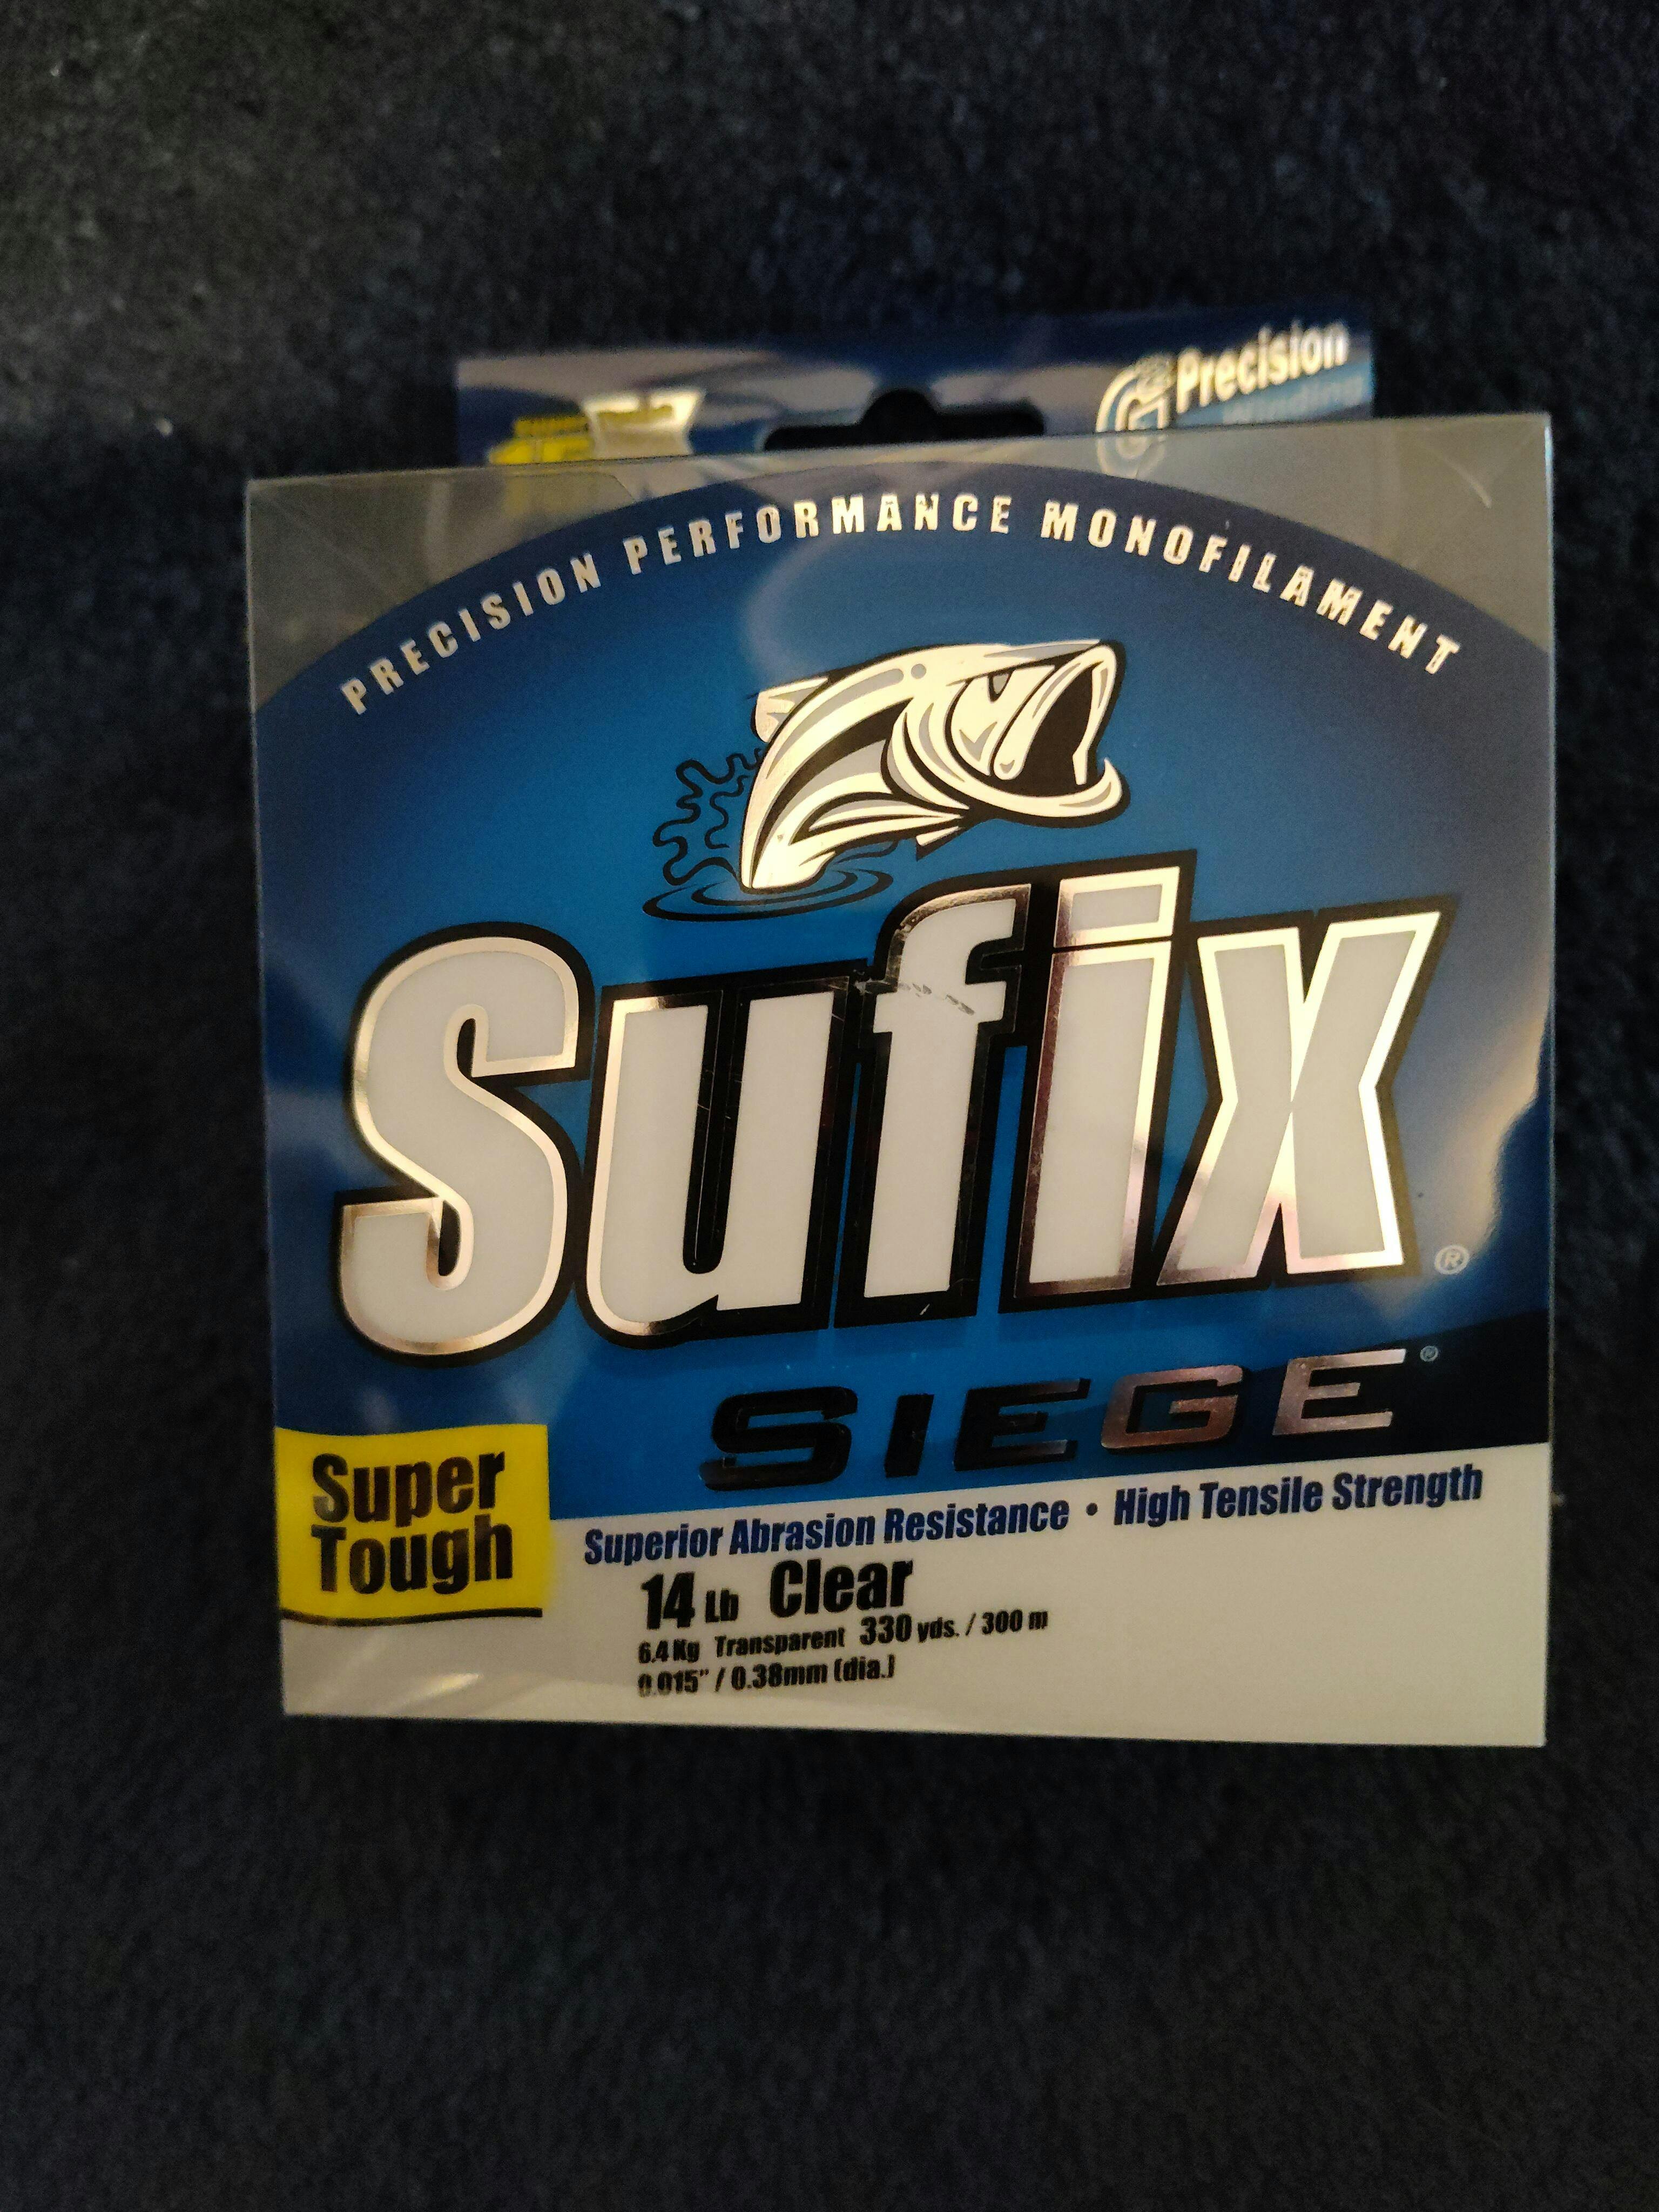 Precision
Winding
PRECISION PERFORMANCE MONOFILAMENT
Sufix®
SIEGE®
Super
Tough
Superior Abrasion Resistance • High Tensile Strength
14 Lb Clear
6.4 Kg Transparent 330 yds. / 300 m
0.015" / 0.38mm (dia.)